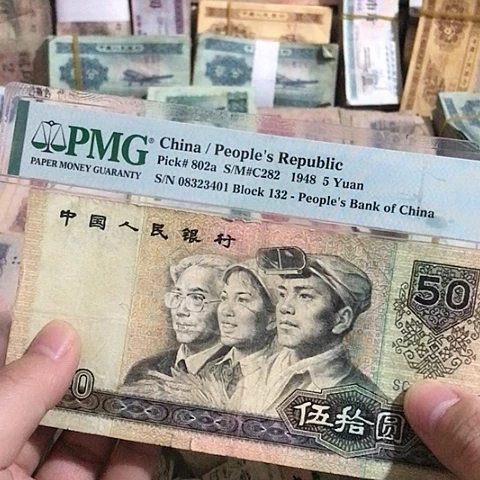 PMG®
PAPER MONEY GUARANTY
China / People's Republic
Pick# 802a S/M#C282 1948 5 Yuan
S/N 08323401 Block 132 - People's Bank of China
中国人民银行
50
伍拾圆